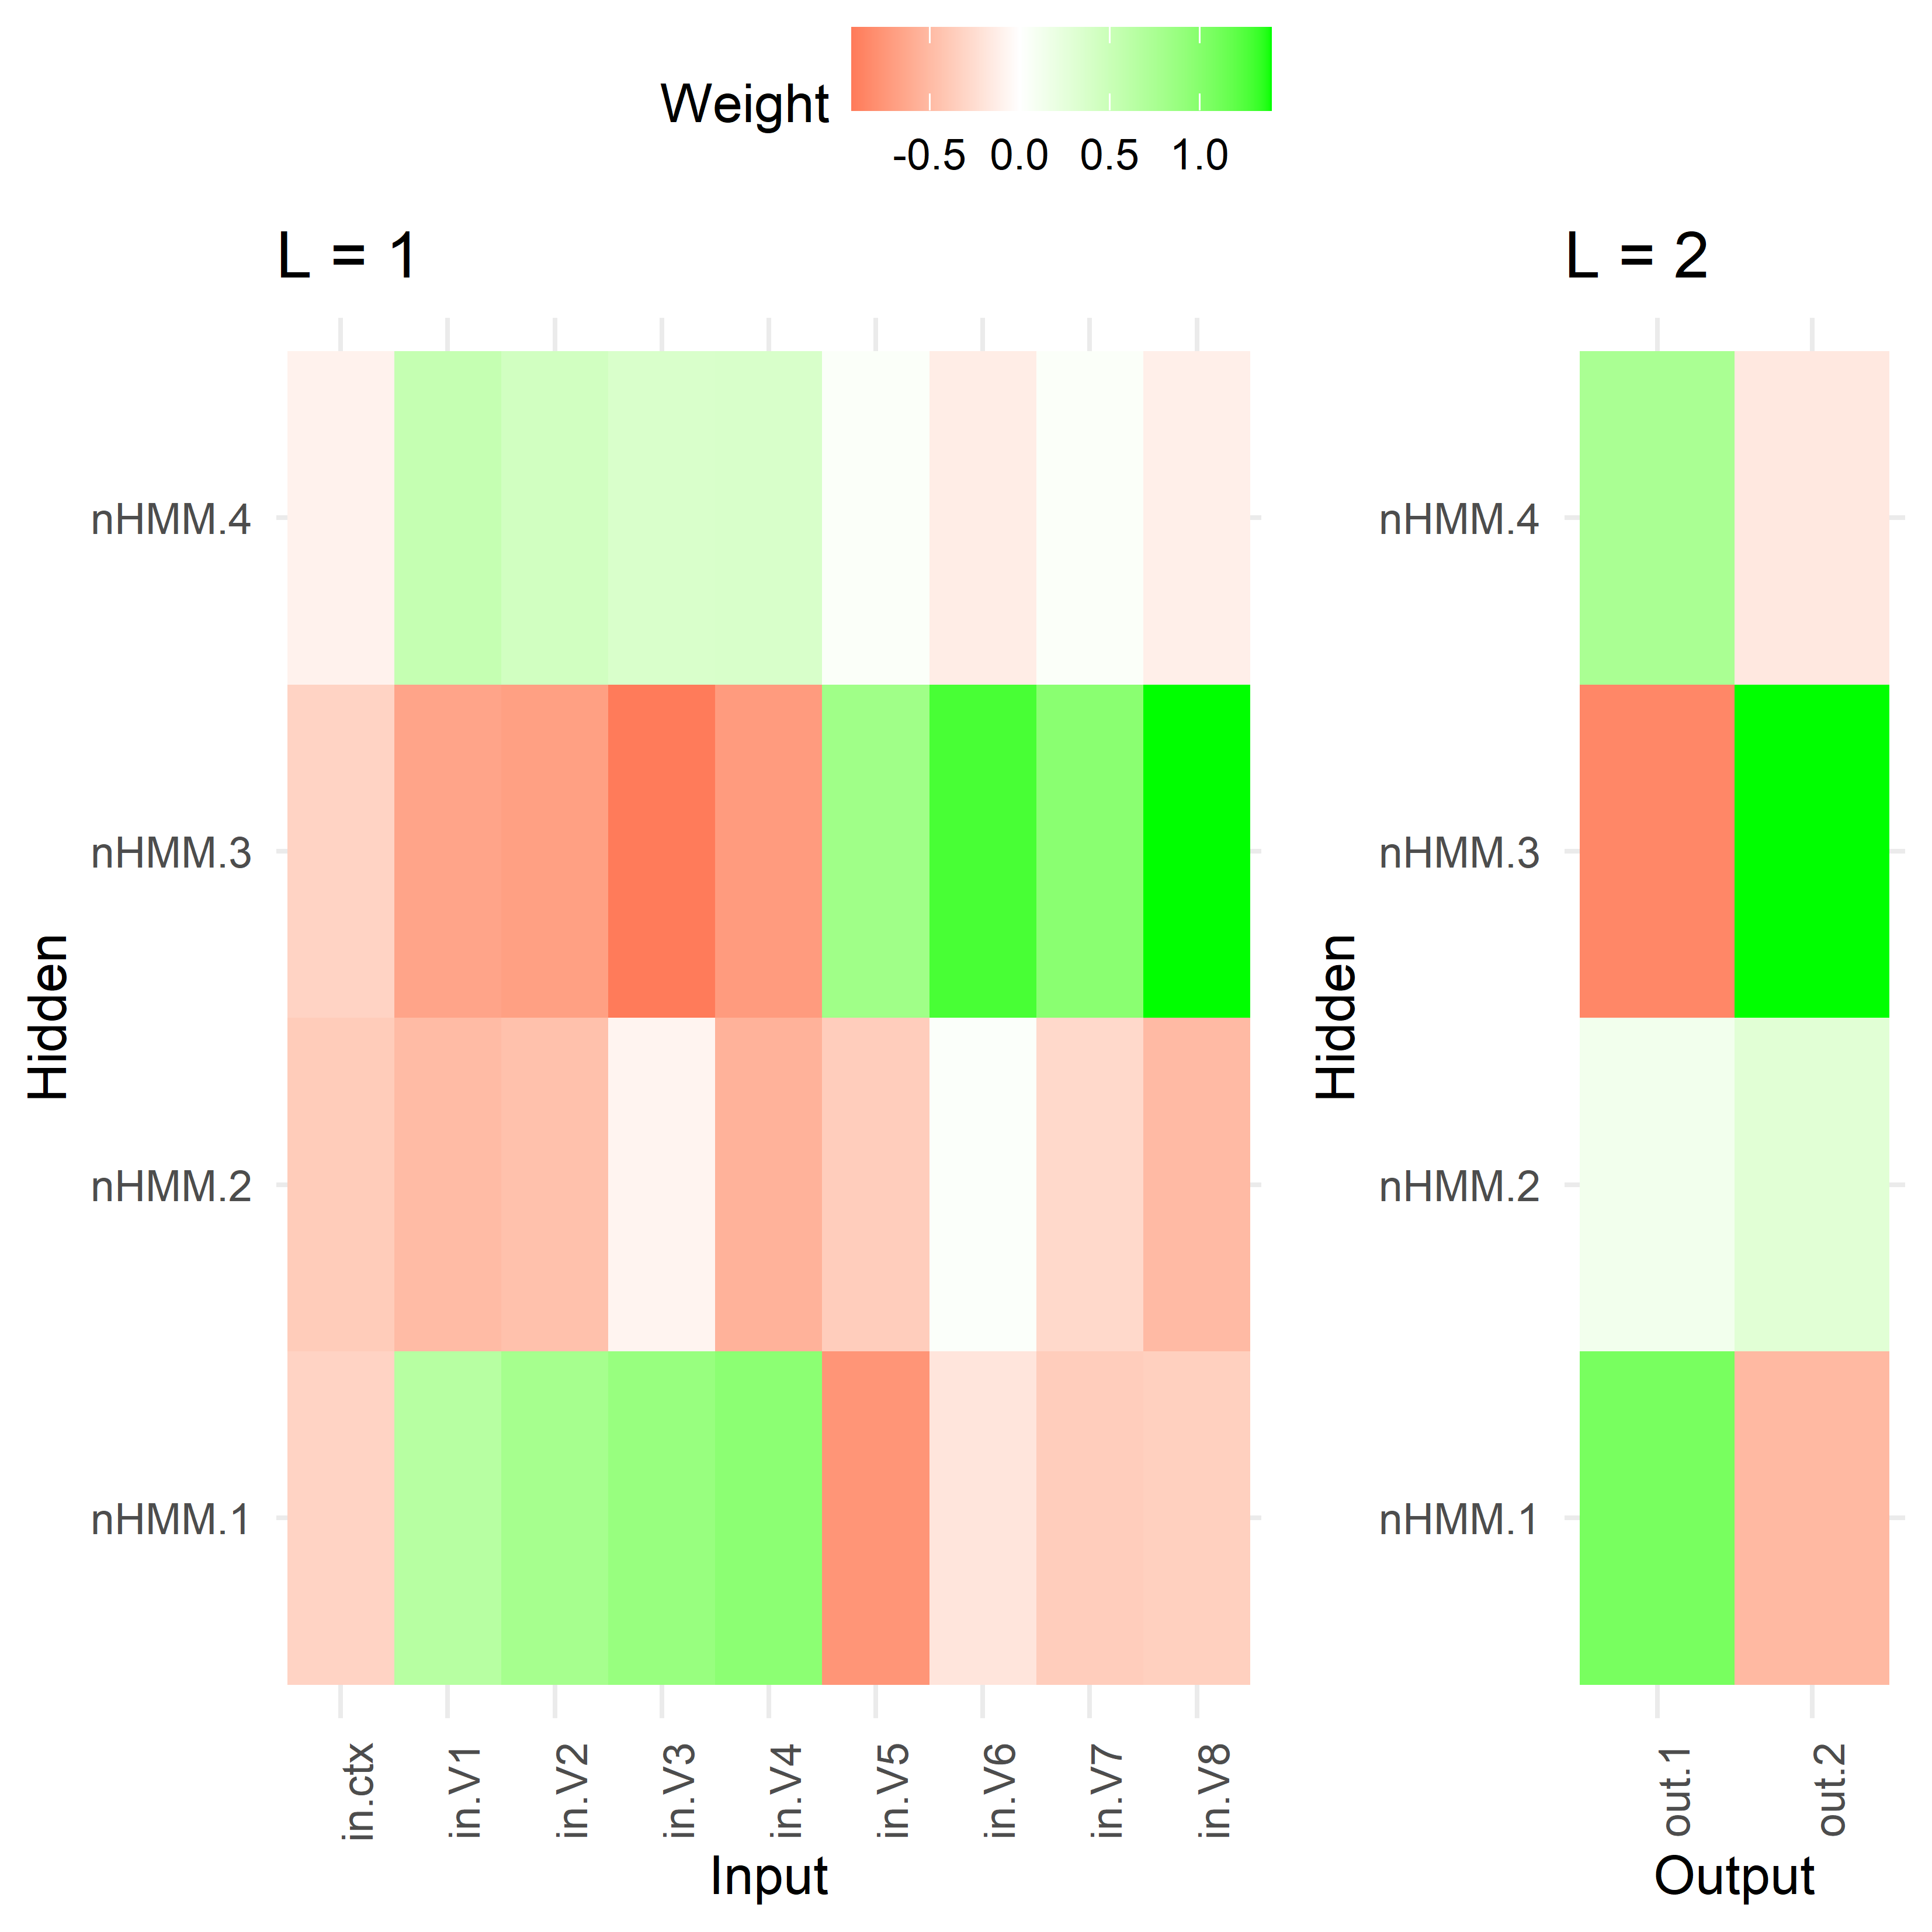 Weight
-0.5 0.0 0.5 1.0
L = 1
L = 2
nHMM.4
nHMM.3
nHMM.2
nHMM.1
Hidden
in.ctx
in.V1
in.V2
in.V3
in.V4
in.V5
in.V6
in.V7
in.V8
Input
nHMM.4
nHMM.3
nHMM.2
nHMM.1
Hidden
out.1
out.2
Output